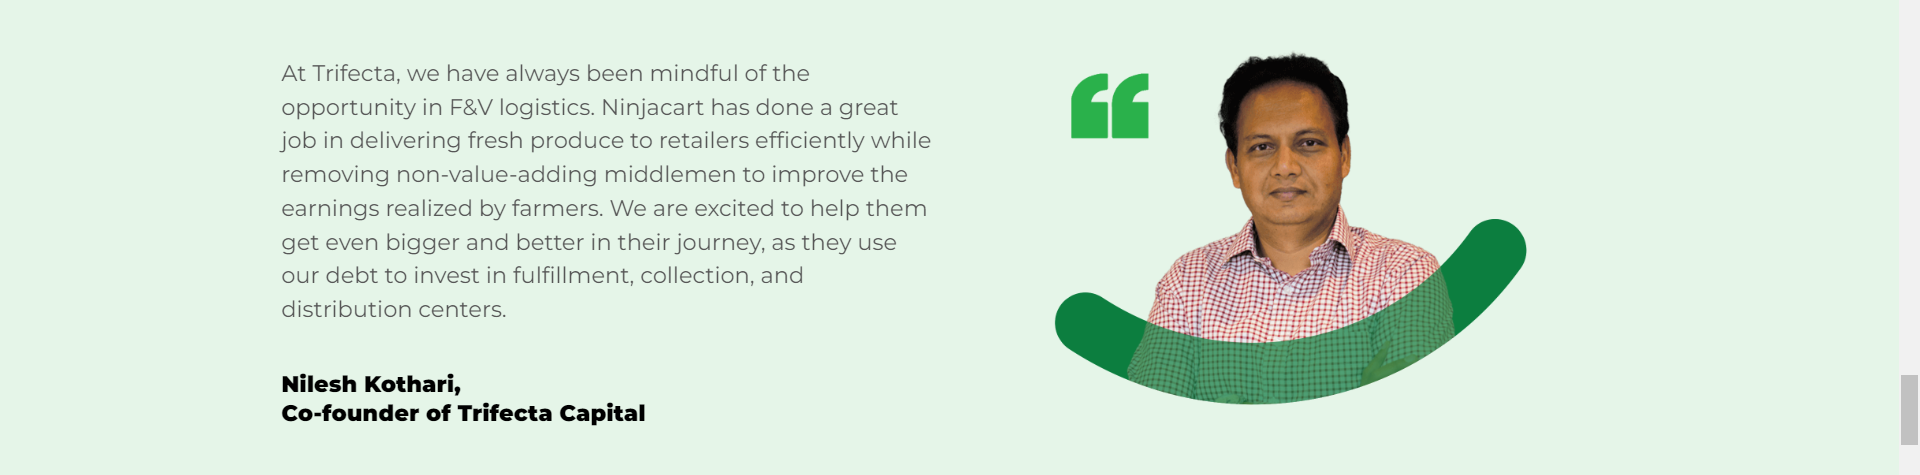 At Trifecta, we have always been mindful of the
opportunity in F&V logistics. Ninjacart has done a great
job in delivering fresh produce to retailers efficiently while
removing non-value-adding middlemen to improve the
earnings realized by farmers. We are excited to help them
get even bigger and better in their journey, as they use
our debt to invest in fulfillment, collection, and
distribution centers.
Nilesh Kothari,
Co-founder of Trifecta Capital